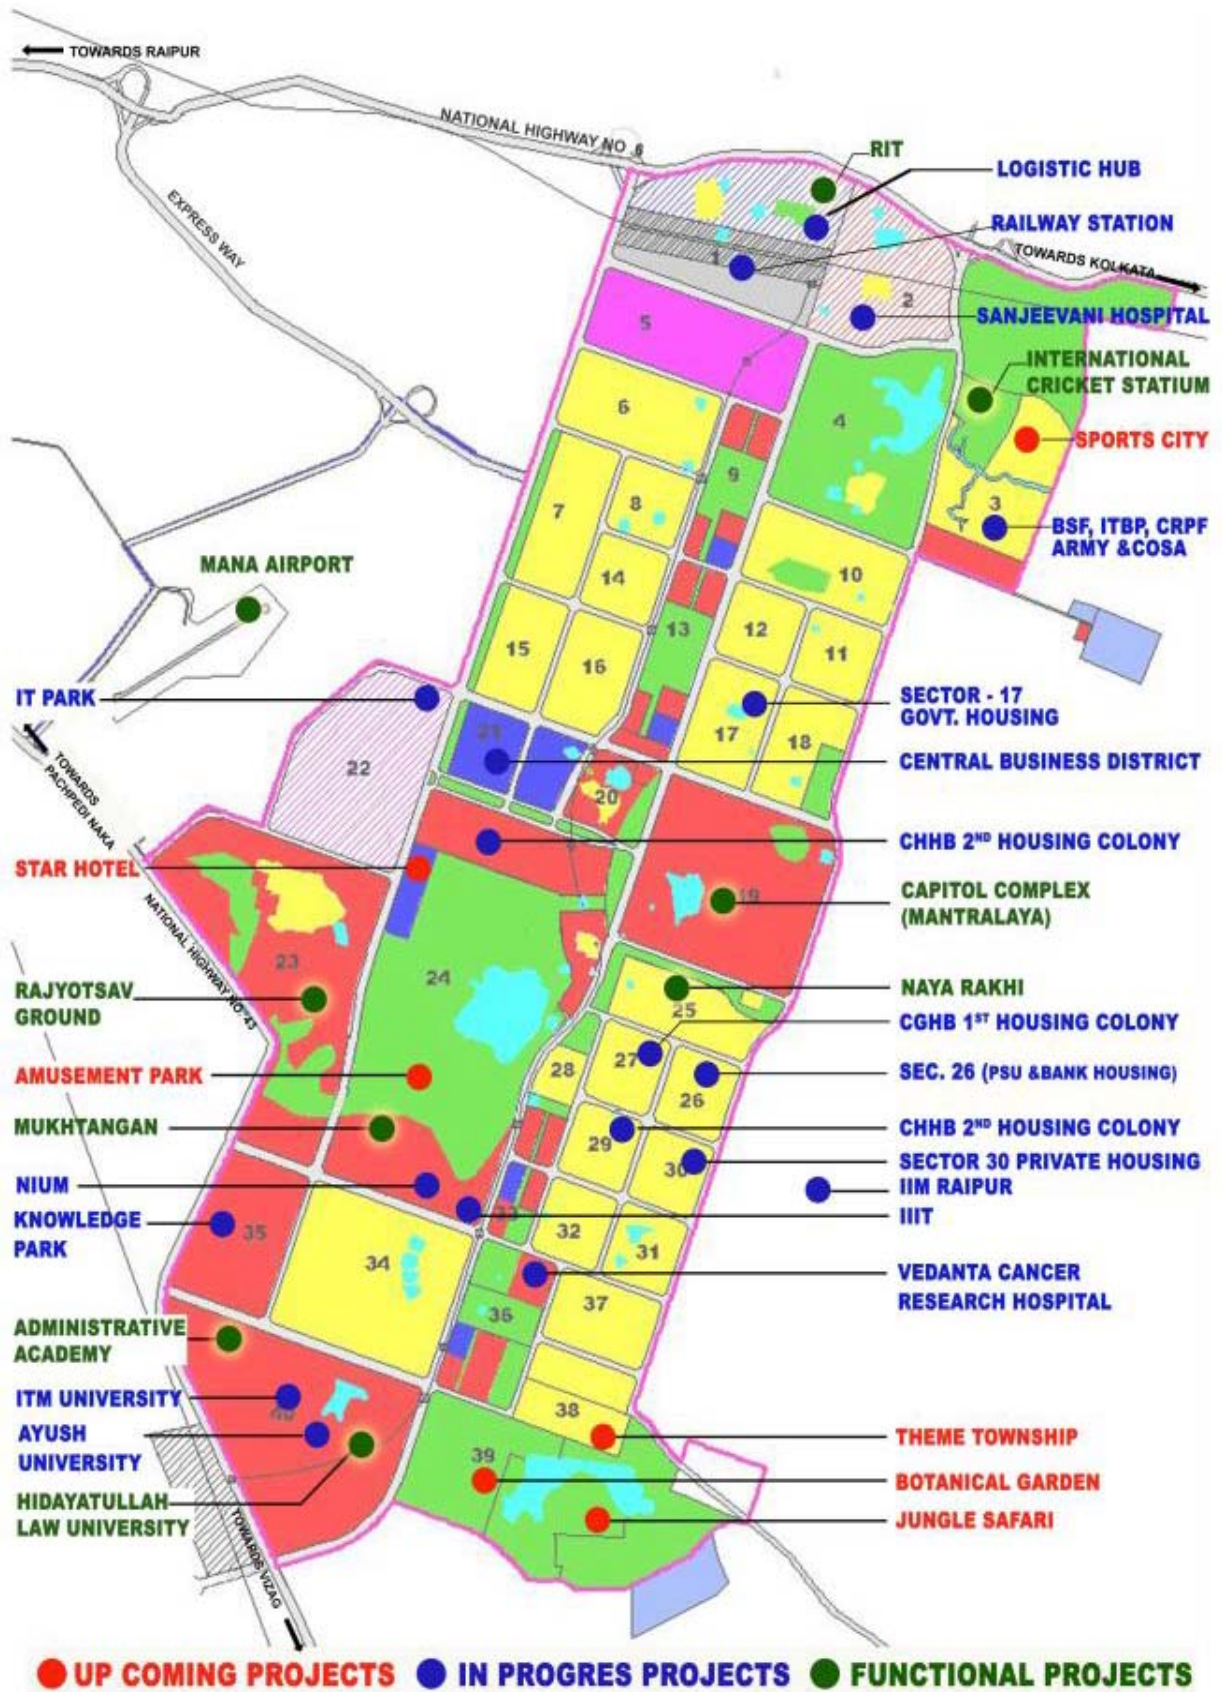 TOWARDS RAIPUR
NATIONAL HIGHWAY NO .6
RIT
LOGISTIC HUB
EXPRESS WAY
RAILWAY STATION
TOWARDS KOLKATA
1
2
SANJEEVANI HOSPITAL
5
INTERNATIONAL
CRICKET STATIUM
6
4
SPORTS CITY
9
7
8
3
BSF, ITBP, CRPF
ARMY &COSA
MANA AIRPORT
14
10
13
12
15
16
11
IT PARK
SECTOR - 17
GOVT. HOUSING
17
18
TOWARDS
PACHPEDI NAKA
22
21
CENTRAL BUSINESS DISTRICT
20
CHHB 2ND HOUSING COLONY
STAR HOTEL
CAPITOL COMPLEX
(MANTRALAYA)
19
NATIONAL HIGHWAY NO. 43
23
24
RAJYOTSAV
GROUND
NAYA RAKHI
25
CGHB 1ST HOUSING COLONY
27
28
AMUSEMENT PARK
SEC. 26 (PSU &BANK HOUSING)
26
MUKHTANGAN
CHHB 2ND HOUSING COLONY
29
SECTOR 30 PRIVATE HOUSING
30
NIUM
IIM RAIPUR
IIIT
KNOWLEDGE
PARK
35
33
32
31
34
VEDANTA CANCER
RESEARCH HOSPITAL
36
37
ADMINISTRATIVE
ACADEMY
ITM UNIVERSITY
40
38
AYUSH
UNIVERSITY
THEME TOWNSHIP
39
BOTANICAL GARDEN
HIDAYATULLAH
LAW UNIVERSITY
JUNGLE SAFARI
TOWARDS VIZAG
UP COMING PROJECTS
IN PROGRES PROJECTS
FUNCTIONAL PROJECTS